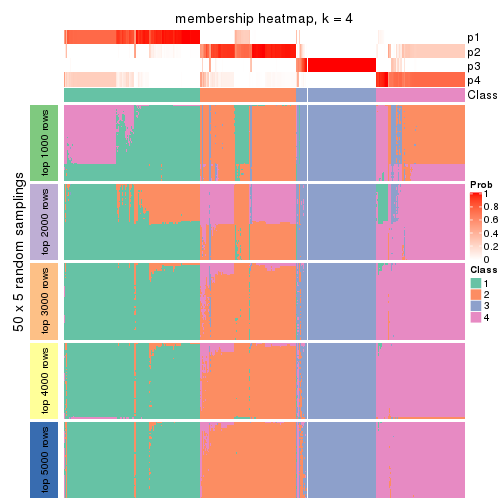 membership heatmap, k = 4
p1
p2
p3
p4
Class
50 x 5 random samplings
top 1000 rows
top 2000 rows
top 3000 rows
top 4000 rows
top 5000 rows
Prob
1
0.8
0.6
0.4
0.2
0
Class
1
2
3
4